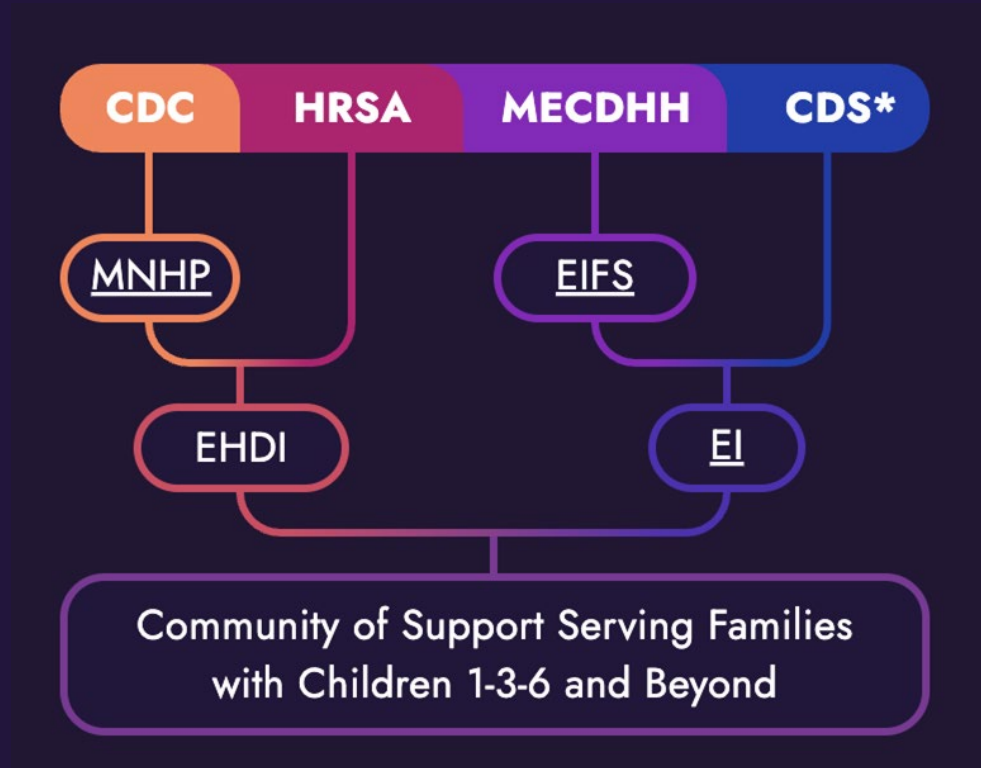 CDC HRSA MECDHH CDS*
MNHP EIFS
EHDI EI
Community of Support Serving Families
with Children 1-3-6 and Beyond